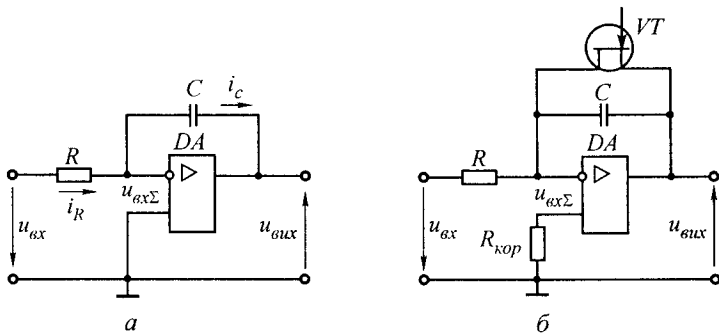 C
i_c
DA
R
i_R
u_вхΣ
u_вх
u_вих
а
VT
C
DA
R
u_вхΣ
R_кор
u_вх
u_вих
б